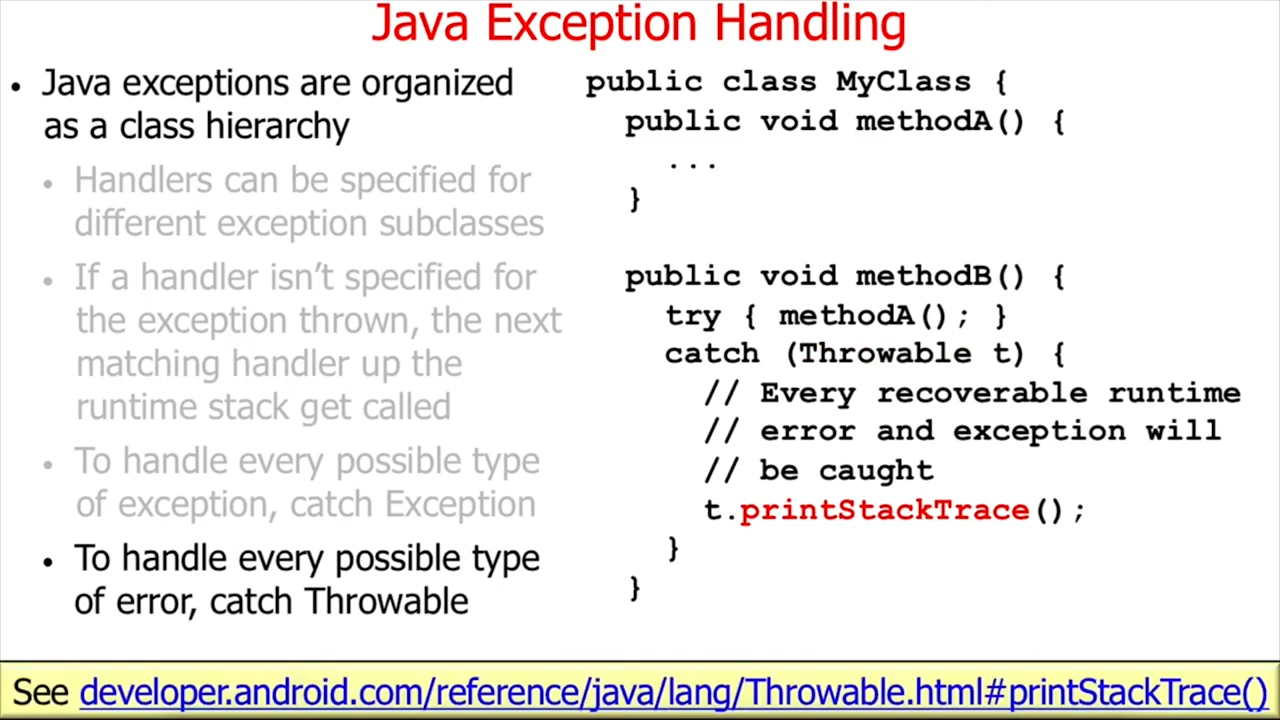 Java Exception Handling
• Java exceptions are organized
as a class hierarchy
• Handlers can be specified for
different exception subclasses
• If a handler isn't specified for
the exception thrown, the next
matching handler up the
runtime stack get called
• To handle every possible type
of exception, catch Exception
• To handle every possible type
of error, catch Throwable
public class MyClass {
public void methodA() {
...
}
public void methodB() {
try { methodA(); }
catch (Throwable t) {
// Every recoverable runtime
// error and exception will
// be caught
t.printStackTrace();
}
}
See developer.android.com/reference/java/lang/Throwable.html#printStackTrace()